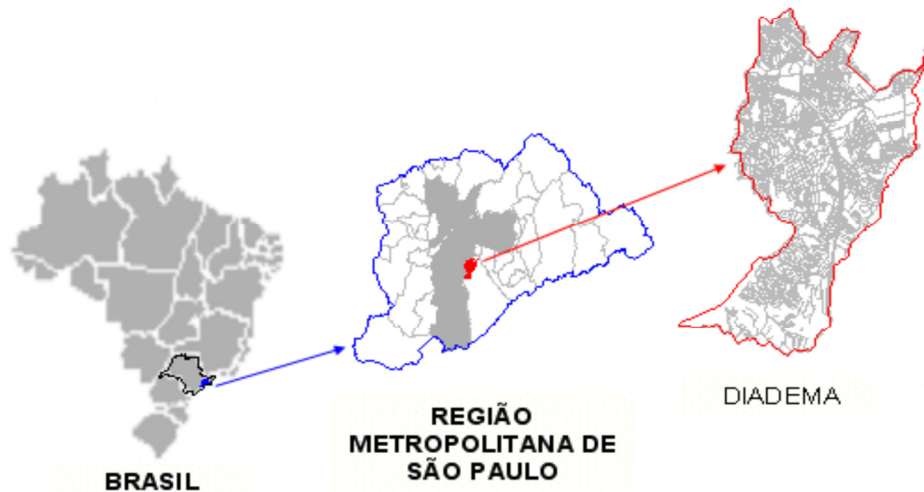 BRASIL
REGIÃO
METROPOLITANA DE
SÃO PAULO
DIADEMA